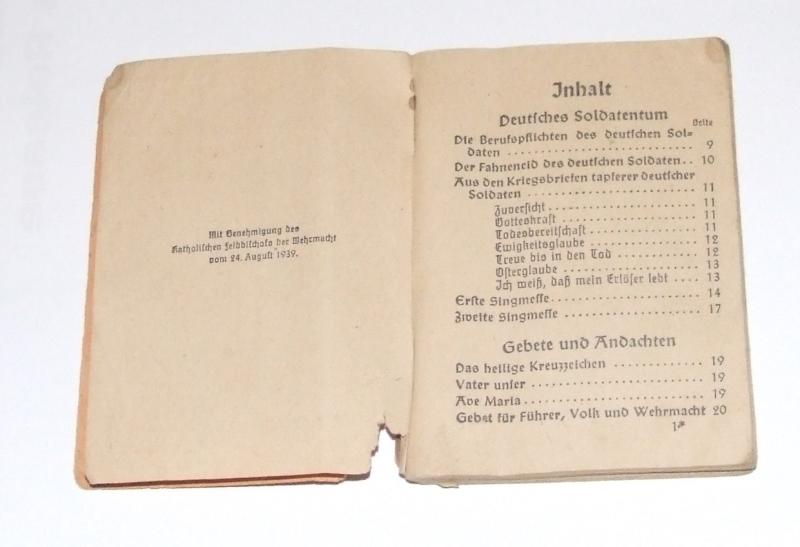 Mit Genehmigung des
Katholischen Feldbischofs der Wehrmacht
vom 24. August 1939.
Inhalt
Deutsches Soldatentum
Seite
Die Berufspflichten des deutschen Sol-
daten . . . . . . . . . . . . . . . . . . . . 9
Der Fahneneid des deutschen Soldaten . . 10
Aus den Kriegsbriefen tapferer deutscher
Soldaten . . . . . . . . . . . . . . . . . . 11
Zuversicht . . . . . . . . . . . . . . . 11
Gotteskraft . . . . . . . . . . . . . . 11
Todesbereitschaft . . . . . . . . . . 11
Ewigkeitsglaube . . . . . . . . . . . 12
Treue bis in den Tod . . . . . . . . 12
Osterglaube . . . . . . . . . . . . . . 13
Ich weiß, daß mein Erlöser lebt . . . . 13
Erste Singmesse . . . . . . . . . . . . . . 14
Zweite Singmesse . . . . . . . . . . . . . 17
Gebete und Andachten
Das heilige Kreuzzeichen . . . . . . . . . 19
Vater unser . . . . . . . . . . . . . . . . 19
Ave Maria . . . . . . . . . . . . . . . . . 19
Gebet für Führer, Volk und Wehrmacht 20
1*